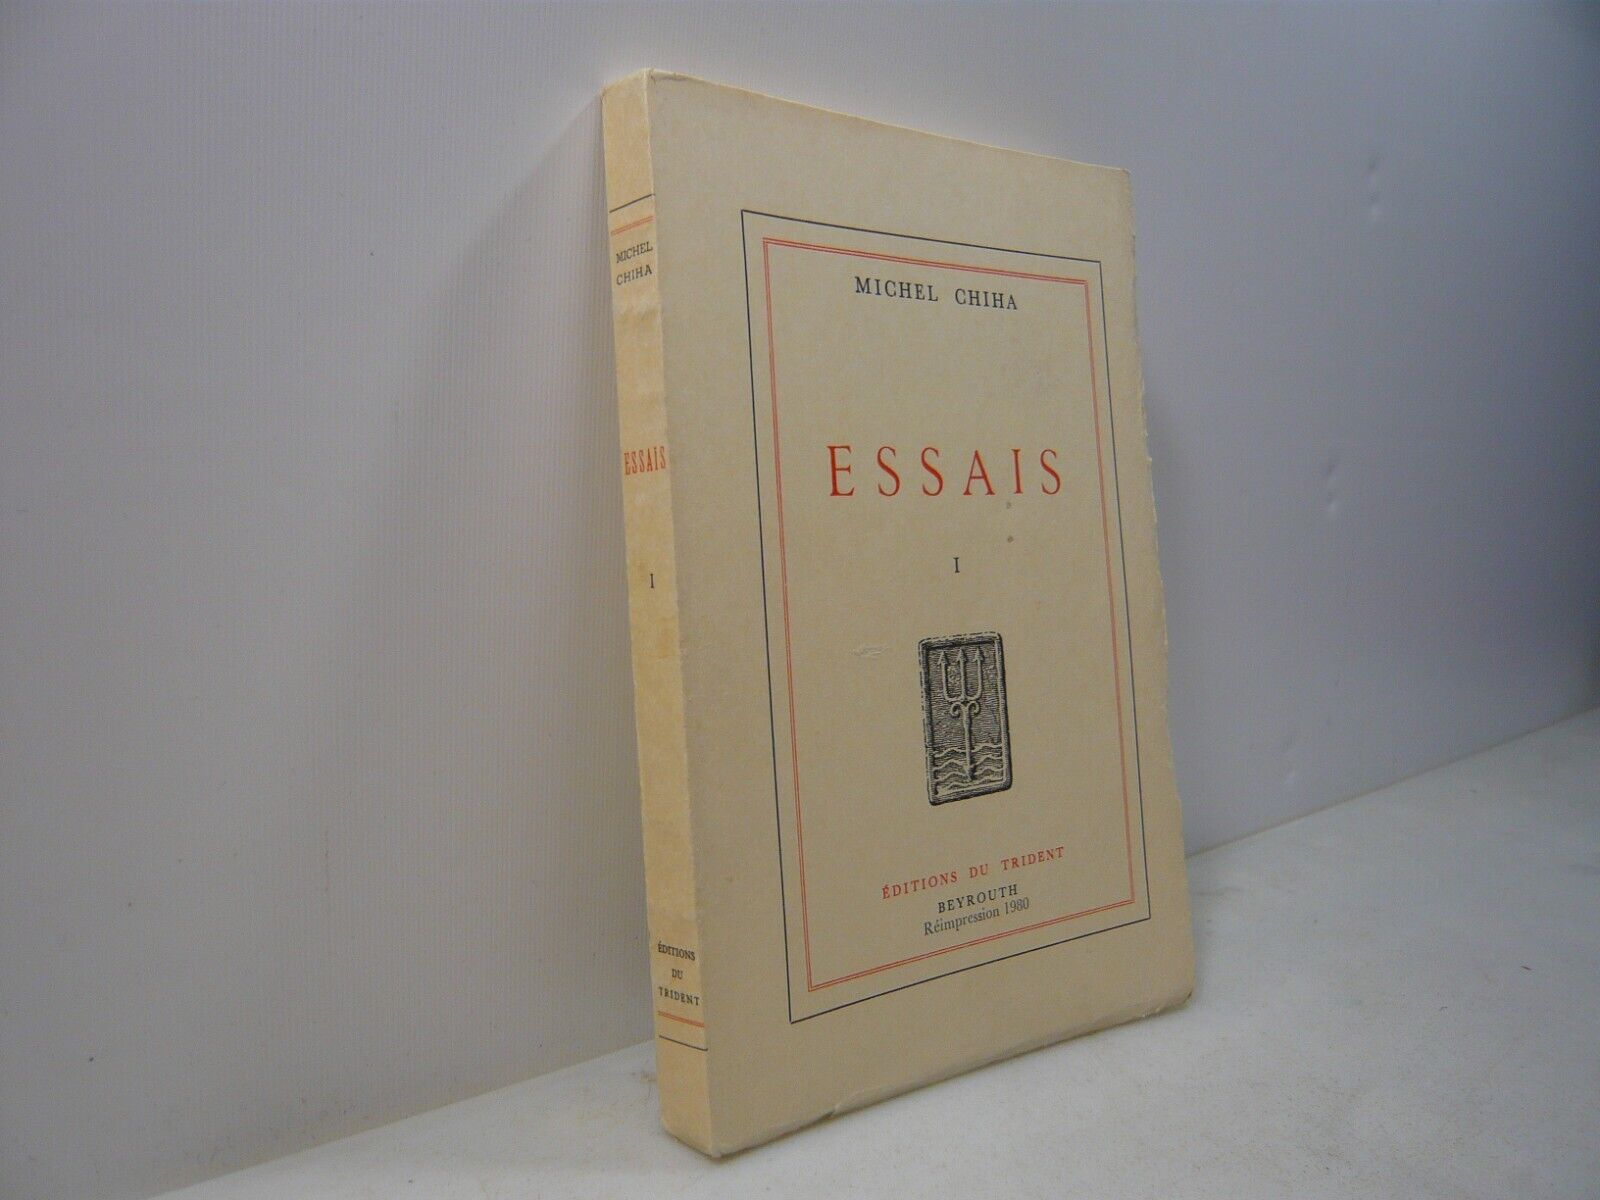 MICHEL
CHIHA
ESSAIS
I
ÉDITIONS
DU
TRIDENT
MICHEL CHIHA
ESSAIS
I
ÉDITIONS DU TRIDENT
BEYROUTH
Réimpression 1980